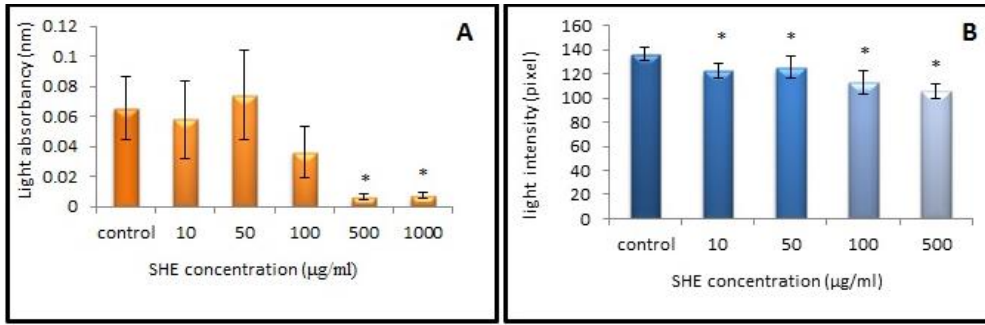 A
Light absorbancy (nm)
0.12
0.1
0.08
0.06
0.04
0.02
0
* *
control 10 50 100 500 1000
SHE concentration (µg/ml)
B
light intensity (pixel)
160
140
120
100
80
60
40
20
0
* * * *
control 10 50 100 500
SHE concentration (µg/ml)